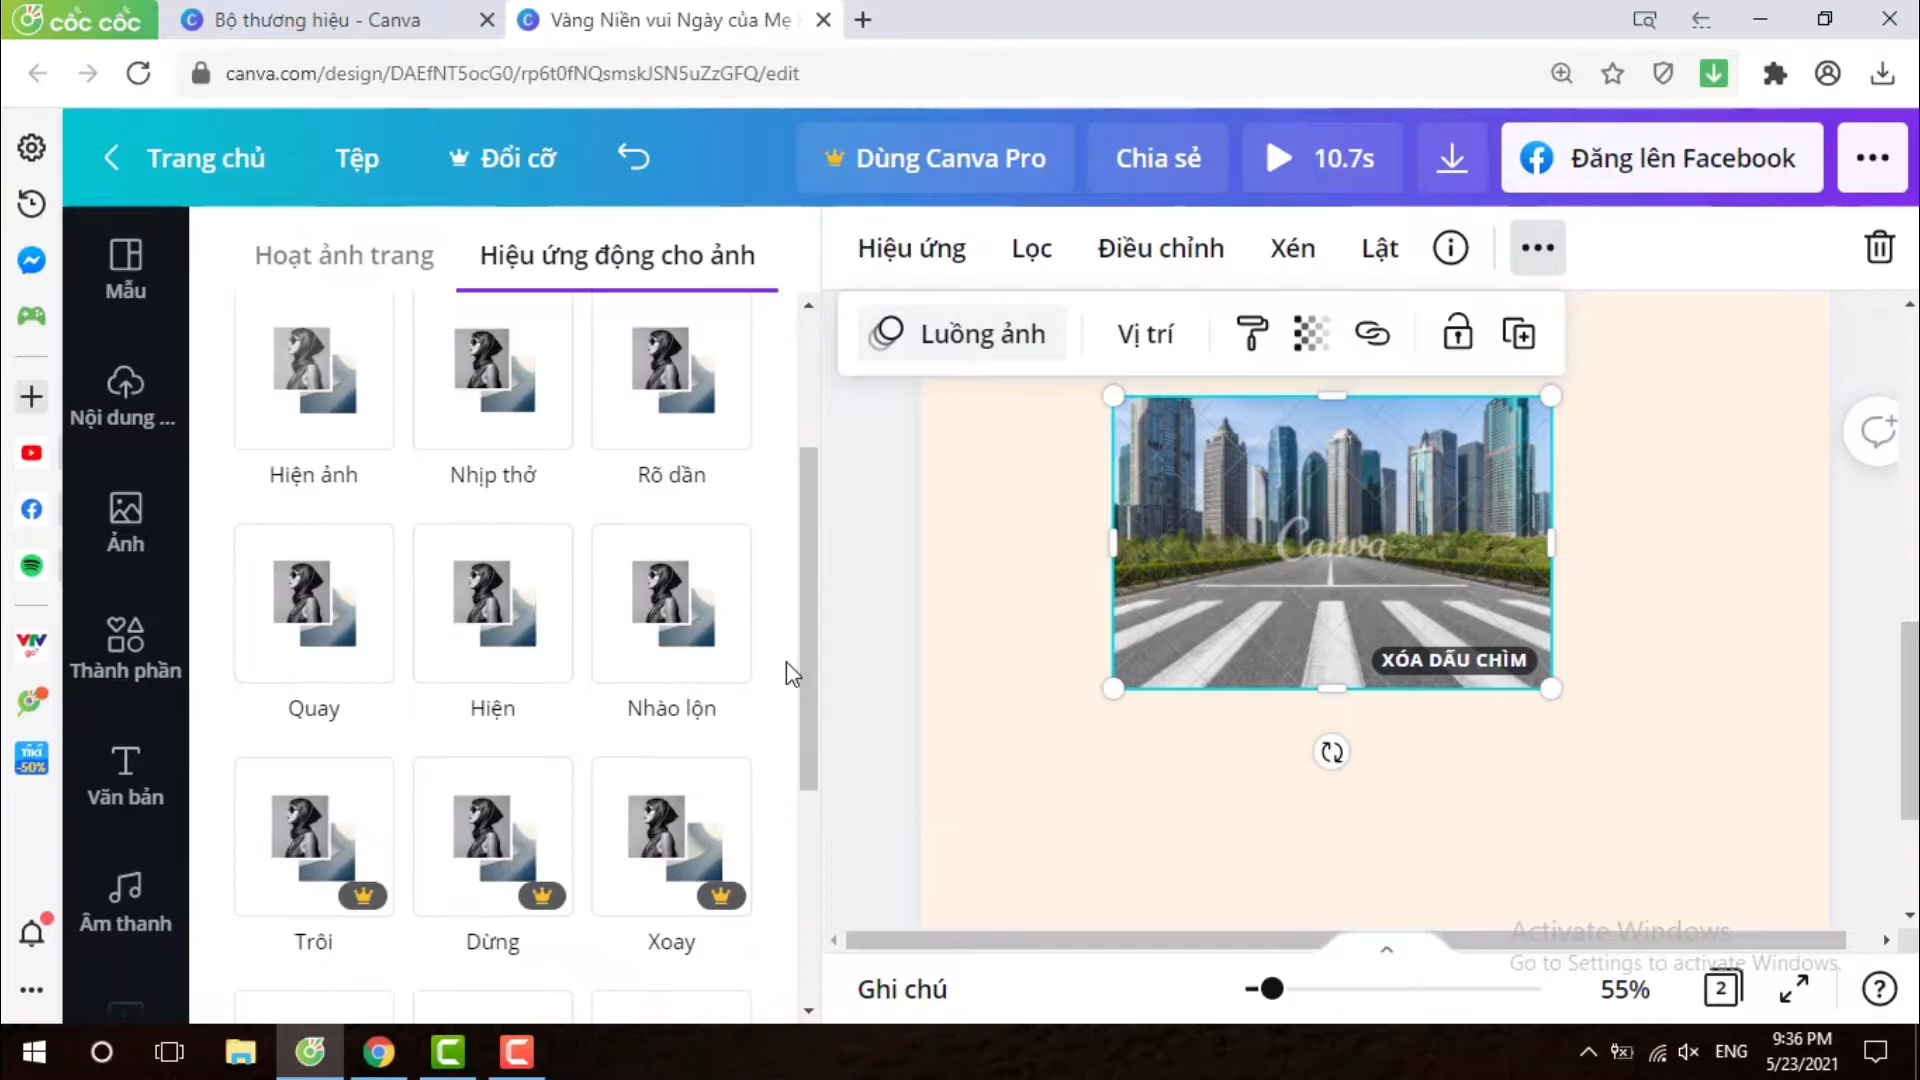 cốc cốc
Bộ thương hiệu - Canva
Vàng Niền vui Ngày của Mẹ
canva.com/design/DAEfNT5ocG0/rp6t0fNQsmskJSN5uZzGFQ/edit
Trang chủ
Tệp
Đổi cỡ
Dùng Canva Pro
Chia sẻ
10.7s
Đăng lên Facebook
Mẫu
Nội dung ...
Ảnh
Thành phần
Văn bản
Âm thanh
Hoạt ảnh trang
Hiệu ứng động cho ảnh
Hiện ảnh
Nhịp thở
Rõ dần
Quay
Hiện
Nhào lộn
Trôi
Dừng
Xoay
Hiệu ứng
Lọc
Điều chỉnh
Xén
Lật
Luồng ảnh
Vị trí
Canva
XÓA DẤU CHÌM
Activate Windows
Go to Settings to activate Windows.
Ghi chú
55%
2
VTV
go
TIKI
-50%
ENG
9:36 PM
5/23/2021